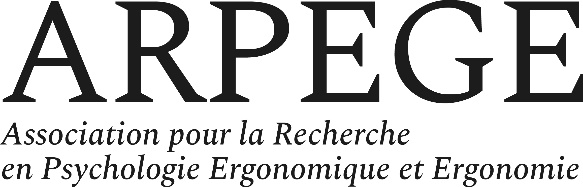 ARPEGE
Association pour la Recherche
en Psychologie Ergonomique et Ergonomie